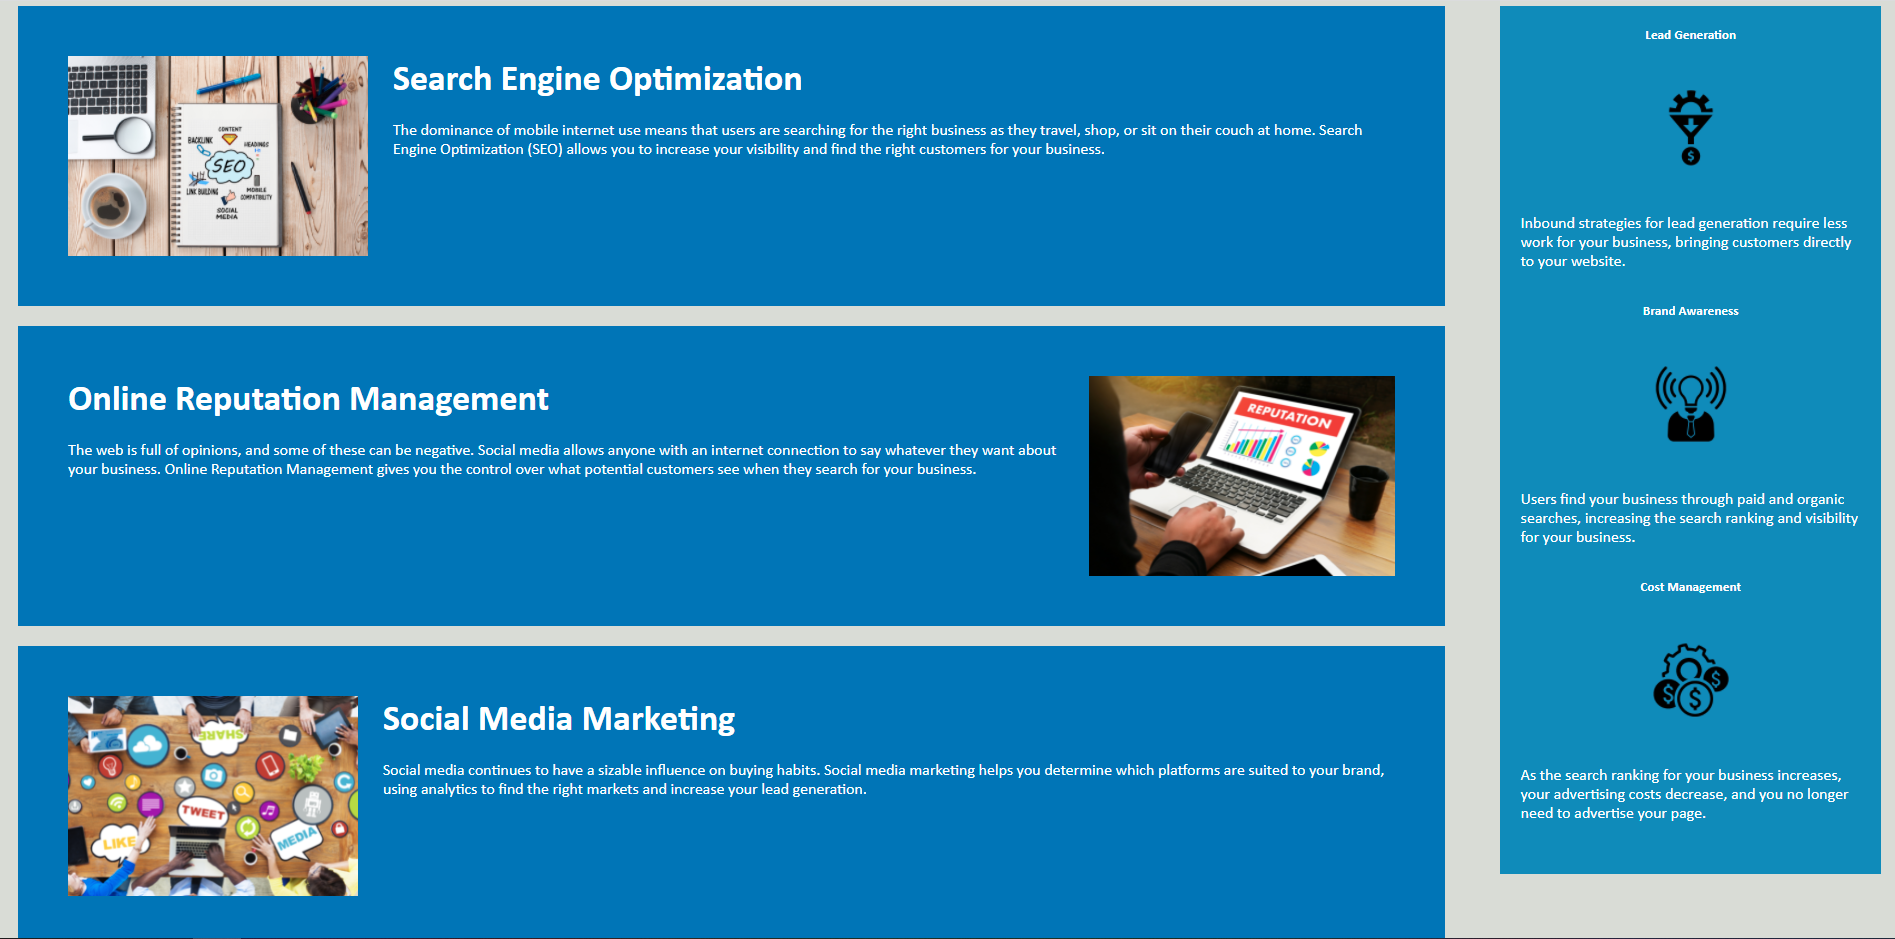 Search Engine Optimization
The dominance of mobile internet use means that users are searching for the right business as they travel, shop, or sit on their couch at home. Search
Engine Optimization (SEO) allows you to increase your visibility and find the right customers for your business.
CONTENT
BACKLINK
HEADINGS
SEO
LINK BUILDING
MOBILE
COMPATIBILITY
SOCIAL
MEDIA
Online Reputation Management
The web is full of opinions, and some of these can be negative. Social media allows anyone with an internet connection to say whatever they want about
your business. Online Reputation Management gives you the control over what potential customers see when they search for your business.
REPUTATION
Social Media Marketing
Social media continues to have a sizable influence on buying habits. Social media marketing helps you determine which platforms are suited to your brand,
using analytics to find the right markets and increase your lead generation.
SHARE
TWEET
LIKE
MEDIA
Lead Generation
$
Inbound strategies for lead generation require less
work for your business, bringing customers directly
to your website.
Brand Awareness
Users find your business through paid and organic
searches, increasing the search ranking and visibility
for your business.
Cost Management
$
$
$
As the search ranking for your business increases,
your advertising costs decrease, and you no longer
need to advertise your page.